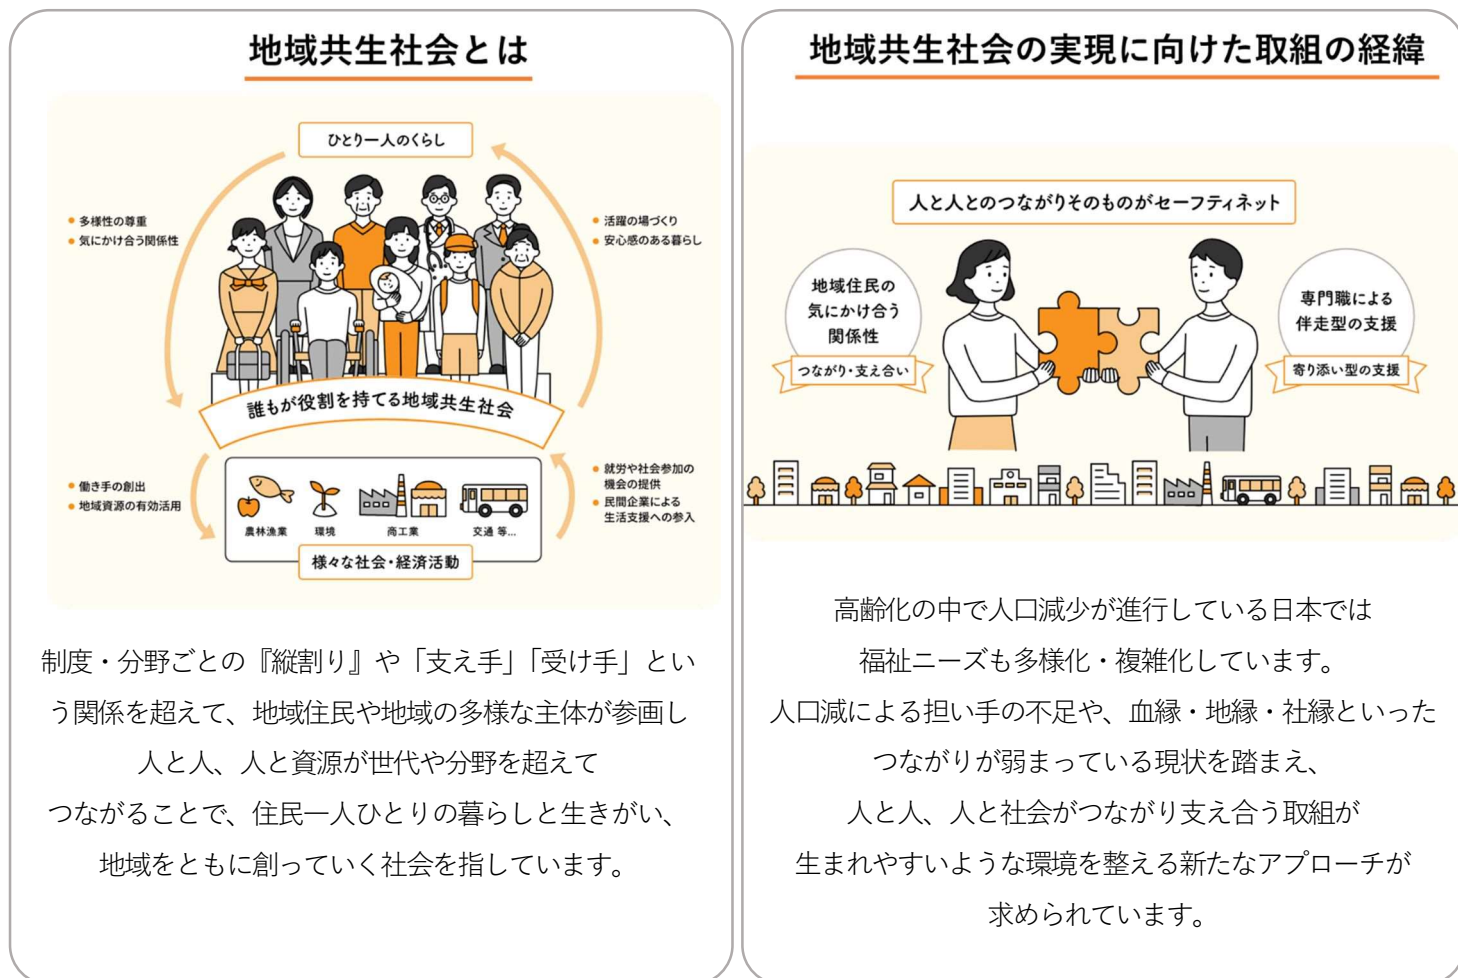 地域共生社会とは
ひとり一人のくらし
● 多様性の尊重
● 気にかけ合う関係性
● 活躍の場づくり
● 安心感のある暮らし
誰もが役割を持てる地域共生社会
● 働き手の創出
● 地域資源の有効活用
● 就労や社会参加の
機会の提供
● 民間企業による
生活支援への参入
農林漁業
環境
商工業
交通 等...
様々な社会・経済活動
制度・分野ごとの『縦割り』や「支え手」「受け手」とい
う関係を超えて、地域住民や地域の多様な主体が参画し
人と人、人と資源が世代や分野を超えて
つながることで、住民一人ひとりの暮らしと生きがい、
地域をともに創っていく社会を指しています。
地域共生社会の実現に向けた取組の経緯
人と人とのつながりそのものがセーフティネット
地域住民の
気にかけ合う
関係性
つながり・支え合い
専門職による
伴走型の支援
寄り添い型の支援
高齢化の中で人口減少が進行している日本では
福祉ニーズも多様化・複雑化しています。
人口減による担い手の不足や、血縁・地縁・社縁といった
つながりが弱まっている現状を踏まえ、
人と人、人と社会がつながり支え合う取組が
生まれやすいような環境を整える新たなアプローチが
求められています。